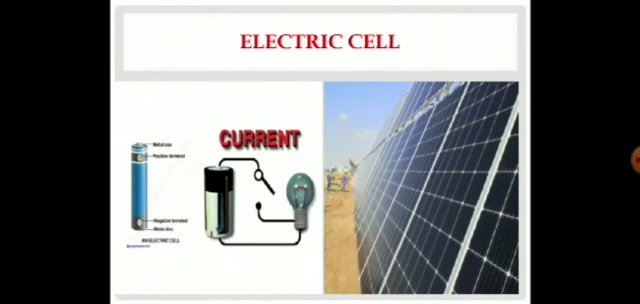 ELECTRIC CELL
CURRENT
Metal cap
Positive terminal
Negative terminal
Metal disc
AN ELECTRIC CELL